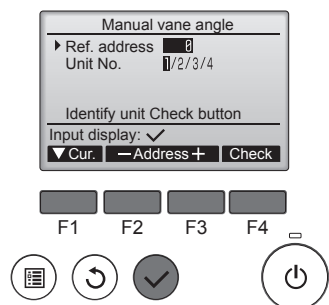 Manual vane angle
Ref. address 0
Unit No. 1/2/3/4
Identify unit Check button
Input display: ✓
▼ Cur. − Address + Check
F1 F2 F3 F4